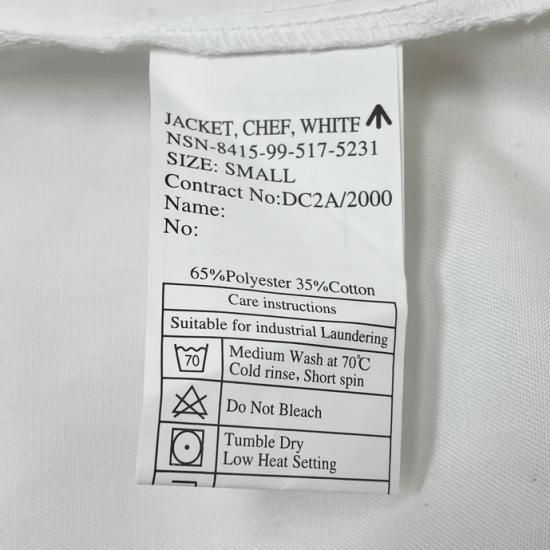 JACKET, CHEF, WHITE
NSN-8415-99-517-5231
SIZE: SMALL
Contract No:DC2A/2000
Name:
No:
65%Polyester 35%Cotton
Care instructions
Suitable for industrial Laundering
70
Medium Wash at 70℃
Cold rinse, Short spin
Do Not Bleach
Tumble Dry
Low Heat Setting